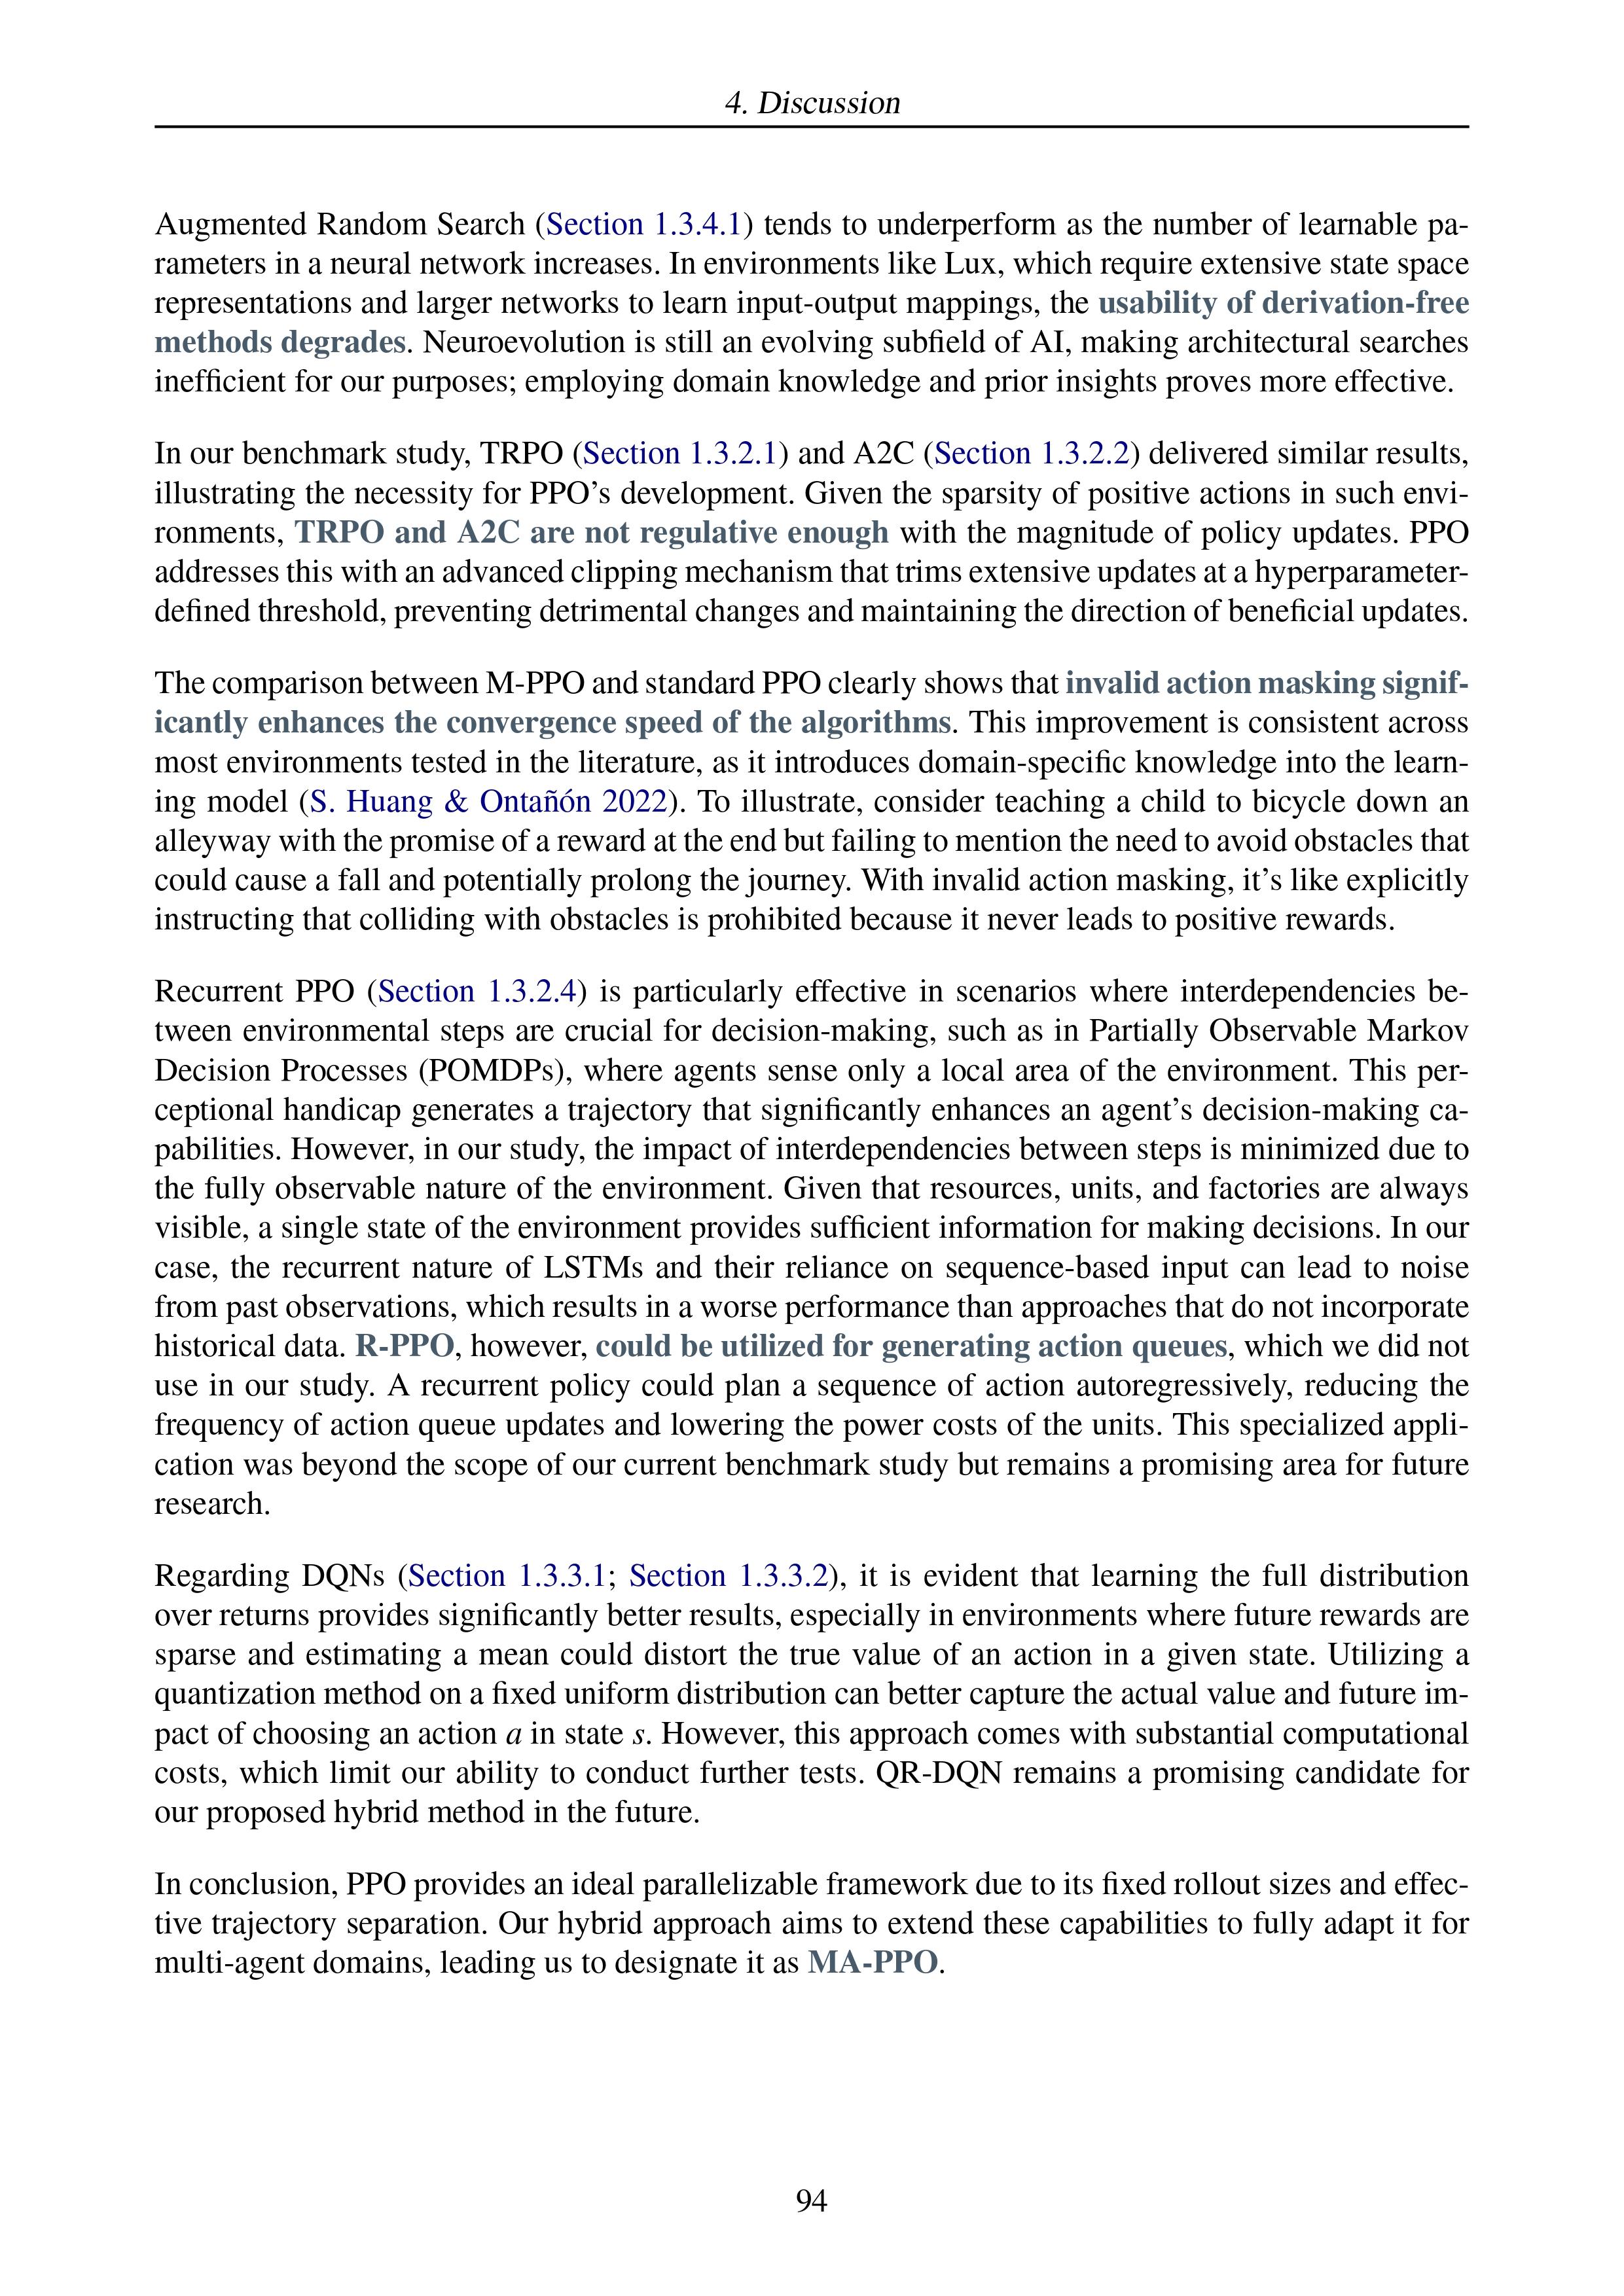 4. Discussion
Augmented Random Search (Section 1.3.4.1) tends to underperform as the number of learnable pa-
rameters in a neural network increases. In environments like Lux, which require extensive state space
representations and larger networks to learn input-output mappings, the usability of derivation-free
methods degrades. Neuroevolution is still an evolving subfield of AI, making architectural searches
inefficient for our purposes; employing domain knowledge and prior insights proves more effective.
In our benchmark study, TRPO (Section 1.3.2.1) and A2C (Section 1.3.2.2) delivered similar results,
illustrating the necessity for PPO's development. Given the sparsity of positive actions in such envi-
ronments, TRPO and A2C are not regulative enough with the magnitude of policy updates. PPO
addresses this with an advanced clipping mechanism that trims extensive updates at a hyperparameter-
defined threshold, preventing detrimental changes and maintaining the direction of beneficial updates.
The comparison between M-PPO and standard PPO clearly shows that invalid action masking signif-
icantly enhances the convergence speed of the algorithms. This improvement is consistent across
most environments tested in the literature, as it introduces domain-specific knowledge into the learn-
ing model (S. Huang & Ontañón 2022). To illustrate, consider teaching a child to bicycle down an
alleyway with the promise of a reward at the end but failing to mention the need to avoid obstacles that
could cause a fall and potentially prolong the journey. With invalid action masking, it's like explicitly
instructing that colliding with obstacles is prohibited because it never leads to positive rewards.
Recurrent PPO (Section 1.3.2.4) is particularly effective in scenarios where interdependencies be-
tween environmental steps are crucial for decision-making, such as in Partially Observable Markov
Decision Processes (POMDPs), where agents sense only a local area of the environment. This per-
ceptional handicap generates a trajectory that significantly enhances an agent's decision-making ca-
pabilities. However, in our study, the impact of interdependencies between steps is minimized due to
the fully observable nature of the environment. Given that resources, units, and factories are always
visible, a single state of the environment provides sufficient information for making decisions. In our
case, the recurrent nature of LSTMs and their reliance on sequence-based input can lead to noise
from past observations, which results in a worse performance than approaches that do not incorporate
historical data. R-PPO, however, could be utilized for generating action queues, which we did not
use in our study. A recurrent policy could plan a sequence of action autoregressively, reducing the
frequency of action queue updates and lowering the power costs of the units. This specialized appli-
cation was beyond the scope of our current benchmark study but remains a promising area for future
research.
Regarding DQNs (Section 1.3.3.1; Section 1.3.3.2), it is evident that learning the full distribution
over returns provides significantly better results, especially in environments where future rewards are
sparse and estimating a mean could distort the true value of an action in a given state. Utilizing a
quantization method on a fixed uniform distribution can better capture the actual value and future im-
pact of choosing an action a in state s. However, this approach comes with substantial computational
costs, which limit our ability to conduct further tests. QR-DQN remains a promising candidate for
our proposed hybrid method in the future.
In conclusion, PPO provides an ideal parallelizable framework due to its fixed rollout sizes and effec-
tive trajectory separation. Our hybrid approach aims to extend these capabilities to fully adapt it for
multi-agent domains, leading us to designate it as MA-PPO.
94